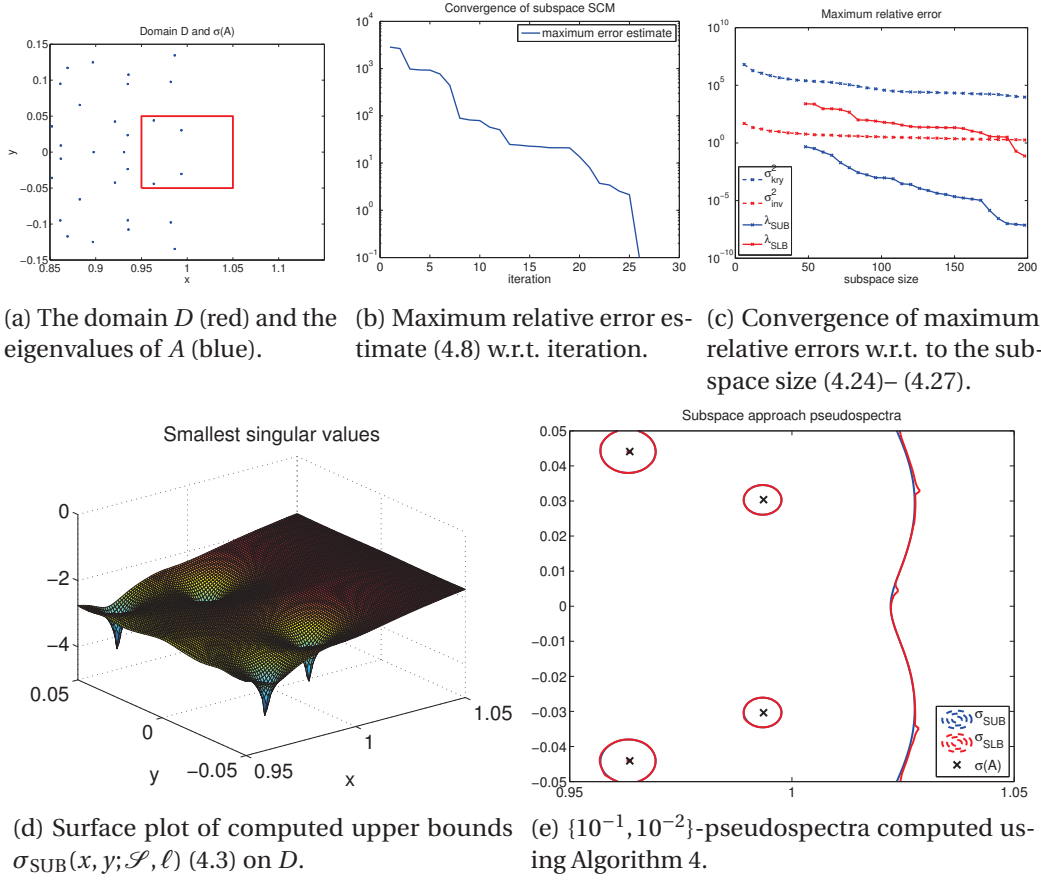 Domain D and σ(A)
0.15
0.1
0.05
0
−0.05
−0.1
−0.15
0.85
0.9
0.95
1
1.05
1.1
x
y
Convergence of subspace SCM
maximum error estimate
10^4
10^3
10^2
10^1
10^0
10^−1
0
5
10
15
20
25
30
iteration
Maximum relative error
10^10
10^5
10^0
10^−5
10^−10
σ^2_kry
σ^2_inv
λ_SUB
λ_SLB
0
50
100
150
200
subspace size
(a) The domain D (red) and the
eigenvalues of A (blue).
(b) Maximum relative error es-
timate (4.8) w.r.t. iteration.
(c) Convergence of maximum
relative errors w.r.t. to the sub-
space size (4.24)– (4.27).
Smallest singular values
0
−2
−4
0.05
0
−0.05
y
0.95
1
1.05
x
Subspace approach pseudospectra
0.05
0.04
0.03
0.02
0.01
0
−0.01
−0.02
−0.03
−0.04
−0.05
0.95
1
1.05
σ_SUB
σ_SLB
σ(A)
(d) Surface plot of computed upper bounds
σ_SUB(x, y; 𝒮, ℓ) (4.3) on D.
(e) {10^−1, 10^−2}-pseudospectra computed us-
ing Algorithm 4.